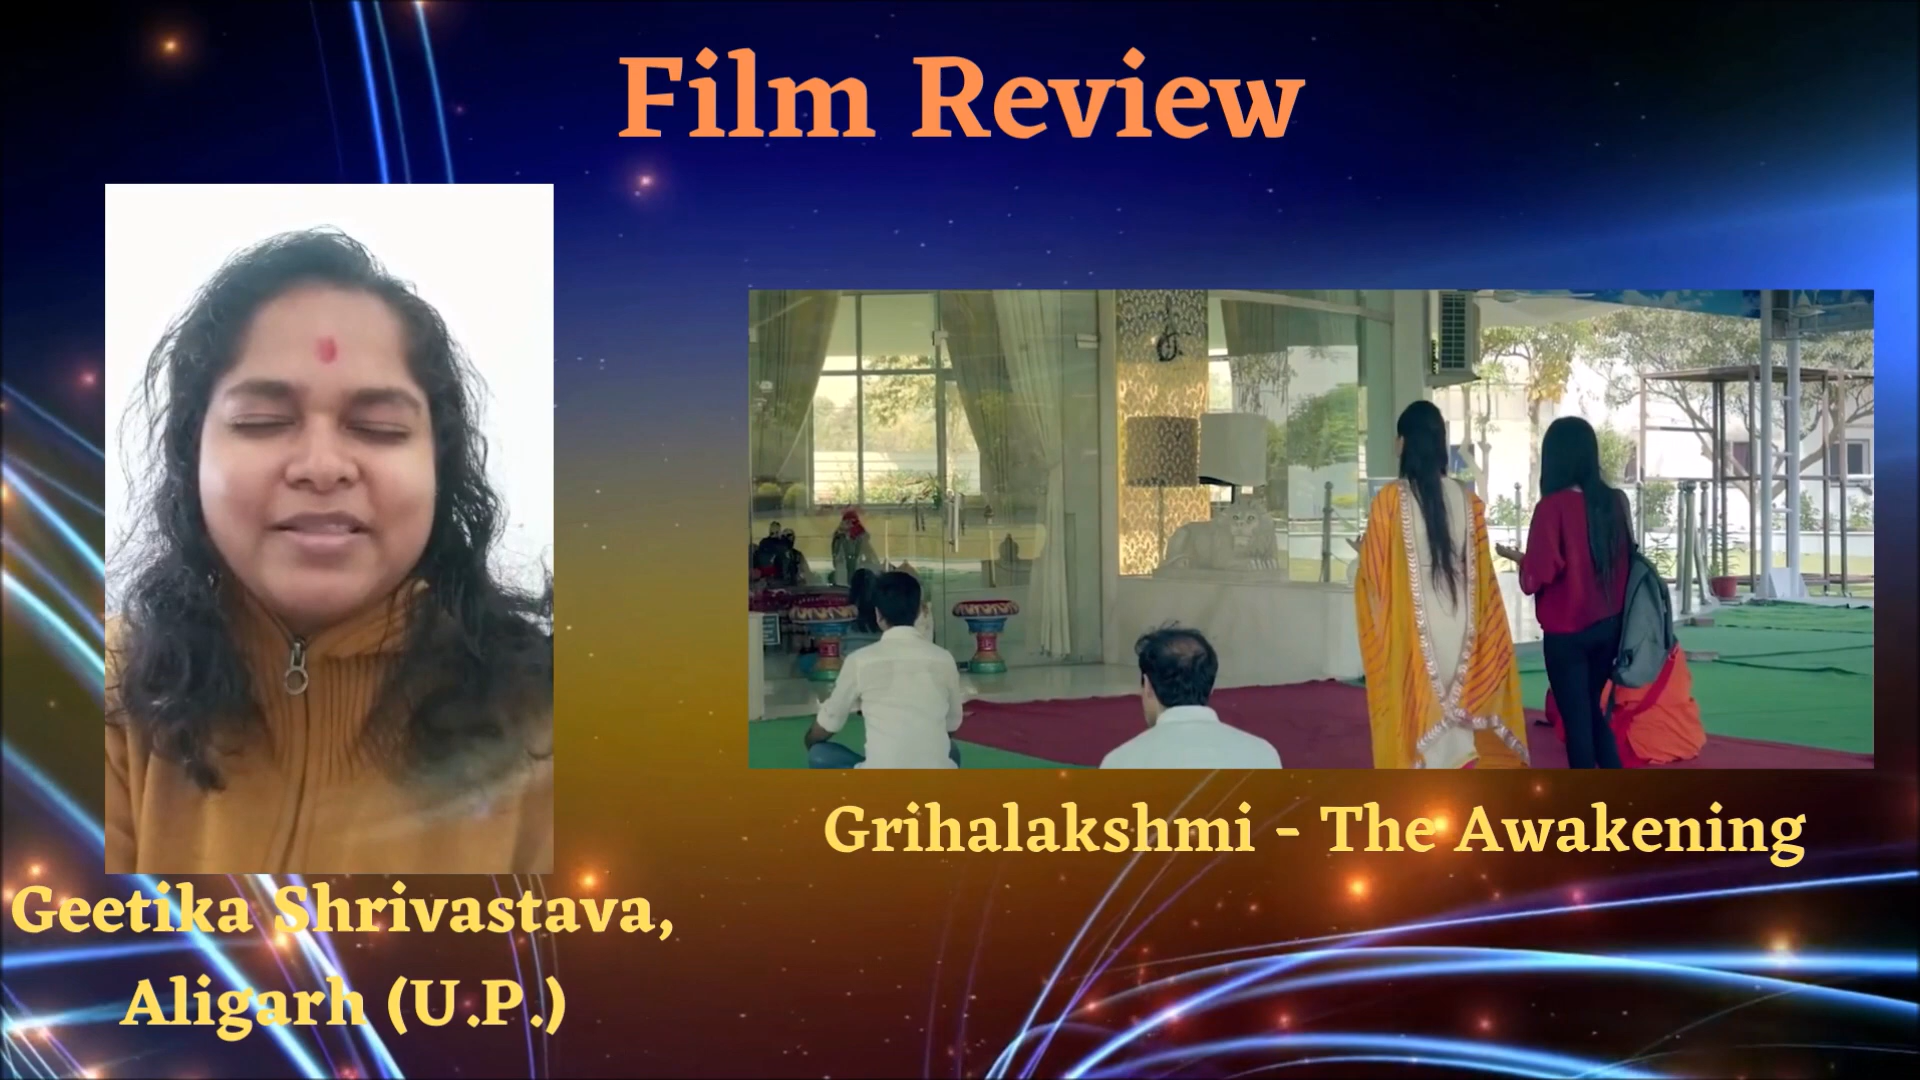 Film Review
Grihalakshmi - The Awakening
Geetika Shrivastava,
Aligarh (U.P.)